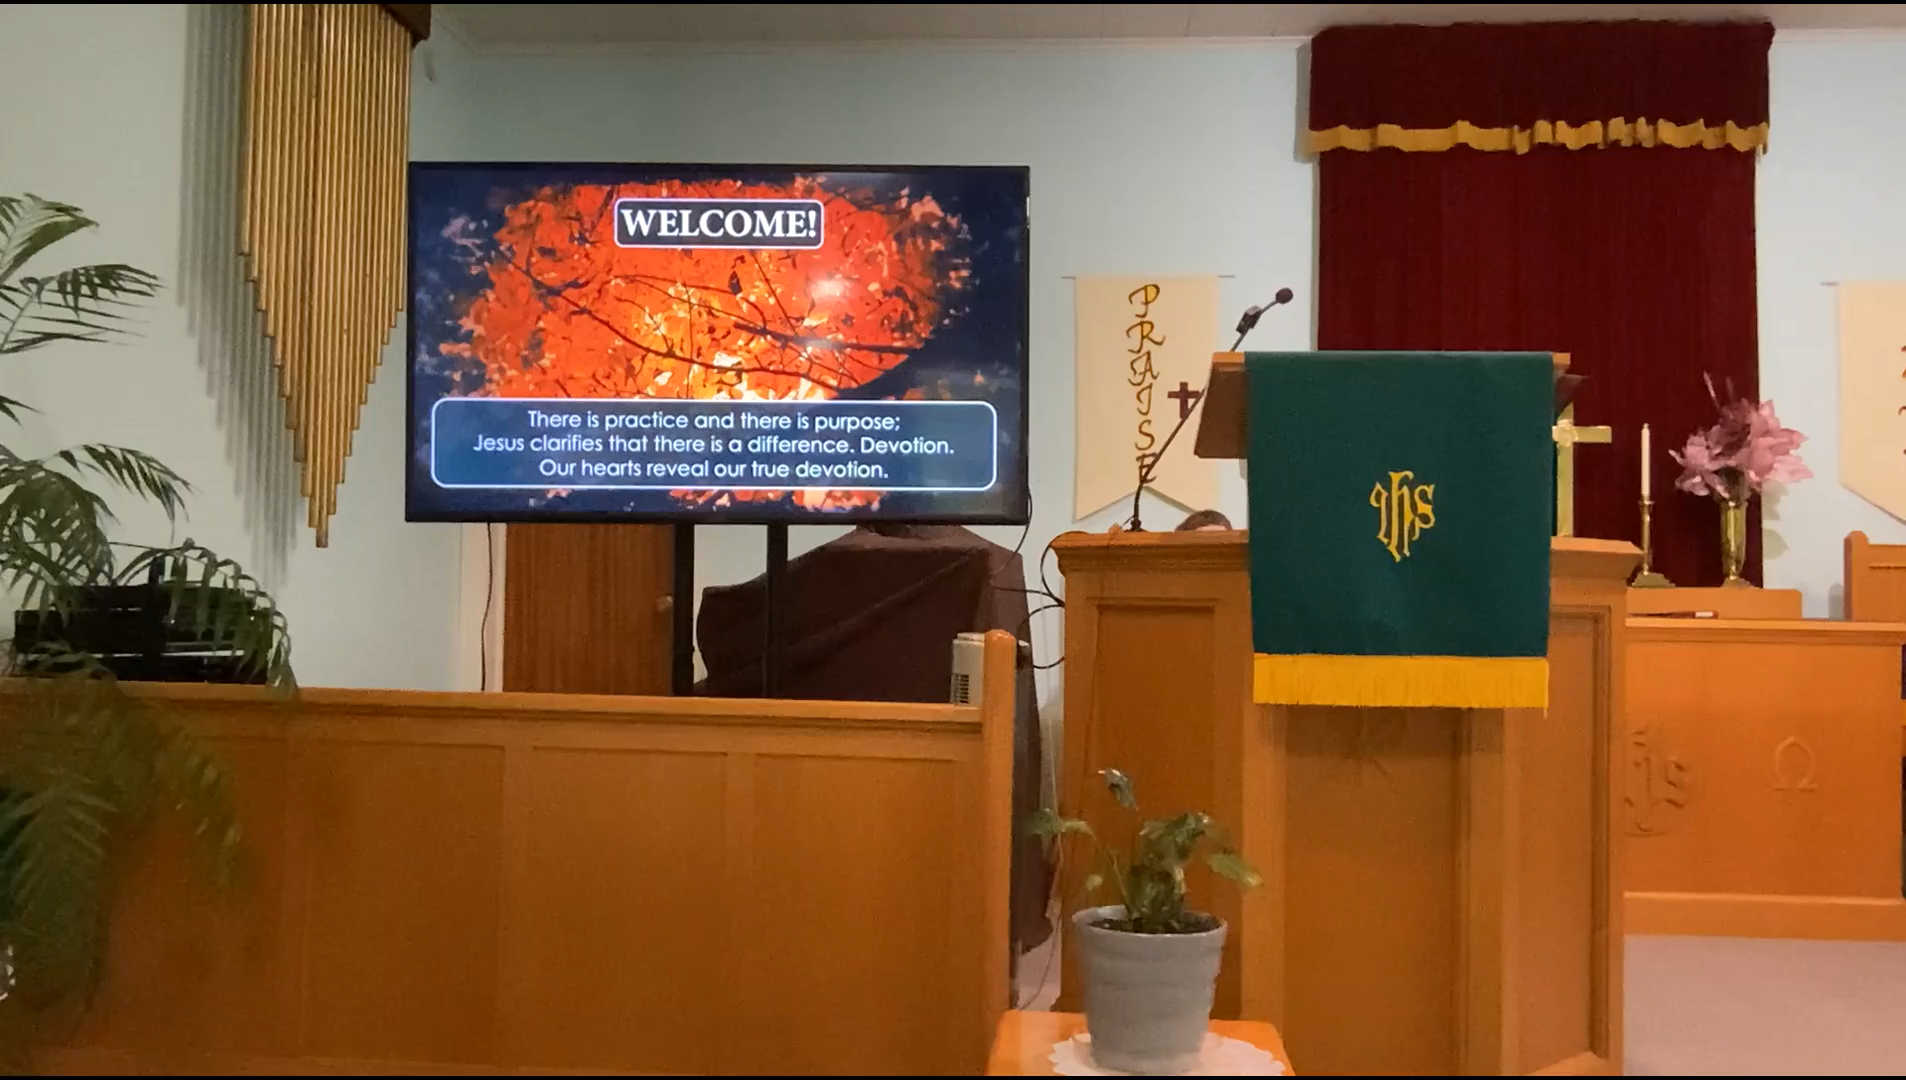 WELCOME!
There is practice and there is purpose;
Jesus clarifies that there is a difference. Devotion.
Our hearts reveal our true devotion.
PRAISE
IHS
IHS
Ω